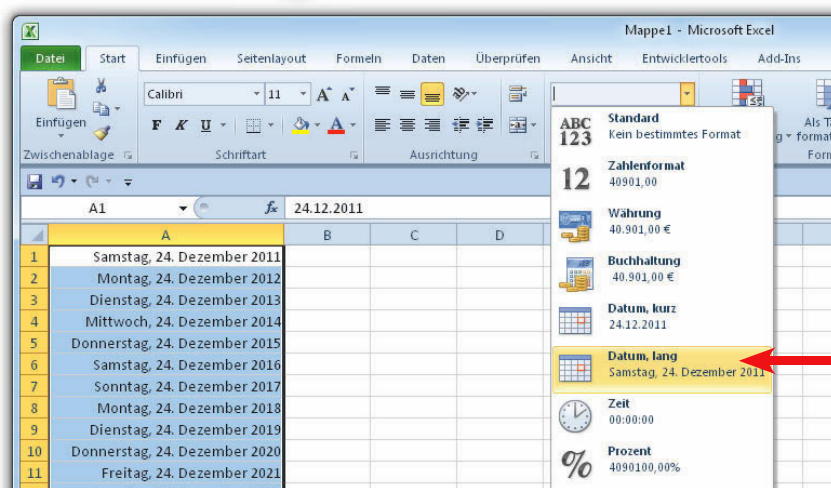 Mappe1 - Microsoft Excel
Datei Start Einfügen Seitenlayout Formeln Daten Überprüfen Ansicht Entwicklertools Add-Ins
Calibri 11 A A
Einfügen
F K U A
Zwischenablage Schriftart Ausrichtung
Als Ta
format
Form
A1 fx 24.12.2011
A B C D
1 Samstag, 24. Dezember 2011
2 Montag, 24. Dezember 2012
3 Dienstag, 24. Dezember 2013
4 Mittwoch, 24. Dezember 2014
5 Donnerstag, 24. Dezember 2015
6 Samstag, 24. Dezember 2016
7 Sonntag, 24. Dezember 2017
8 Montag, 24. Dezember 2018
9 Dienstag, 24. Dezember 2019
10 Donnerstag, 24. Dezember 2020
11 Freitag, 24. Dezember 2021
ABC
123
Standard
Kein bestimmtes Format
12
Zahlenformat
40901,00
Währung
40.901,00 €
Buchhaltung
40.901,00 €
Datum, kurz
24.12.2011
Datum, lang
Samstag, 24. Dezember 2011
Zeit
00:00:00
%
Prozent
4090100,00%